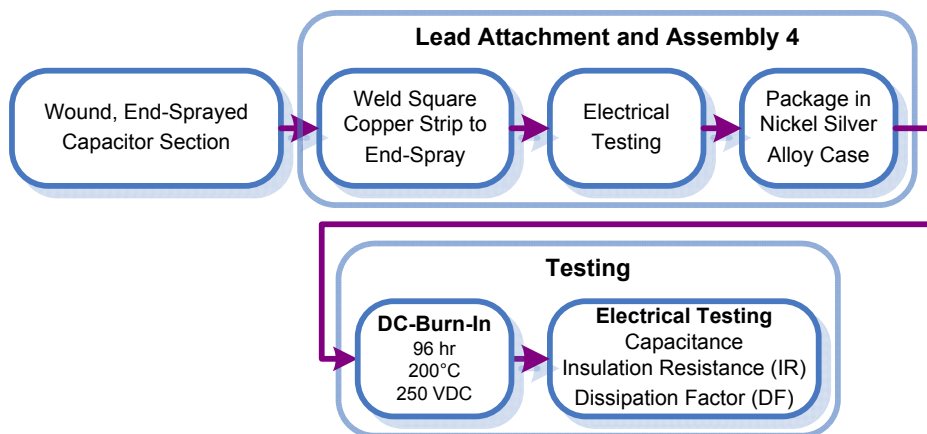 Lead Attachment and Assembly 4
Wound, End-Sprayed
Capacitor Section
Weld Square
Copper Strip to
End-Spray
Electrical
Testing
Package in
Nickel Silver
Alloy Case
Testing
DC-Burn-In
96 hr
200°C
250 VDC
Electrical Testing
Capacitance
Insulation Resistance (IR)
Dissipation Factor (DF)